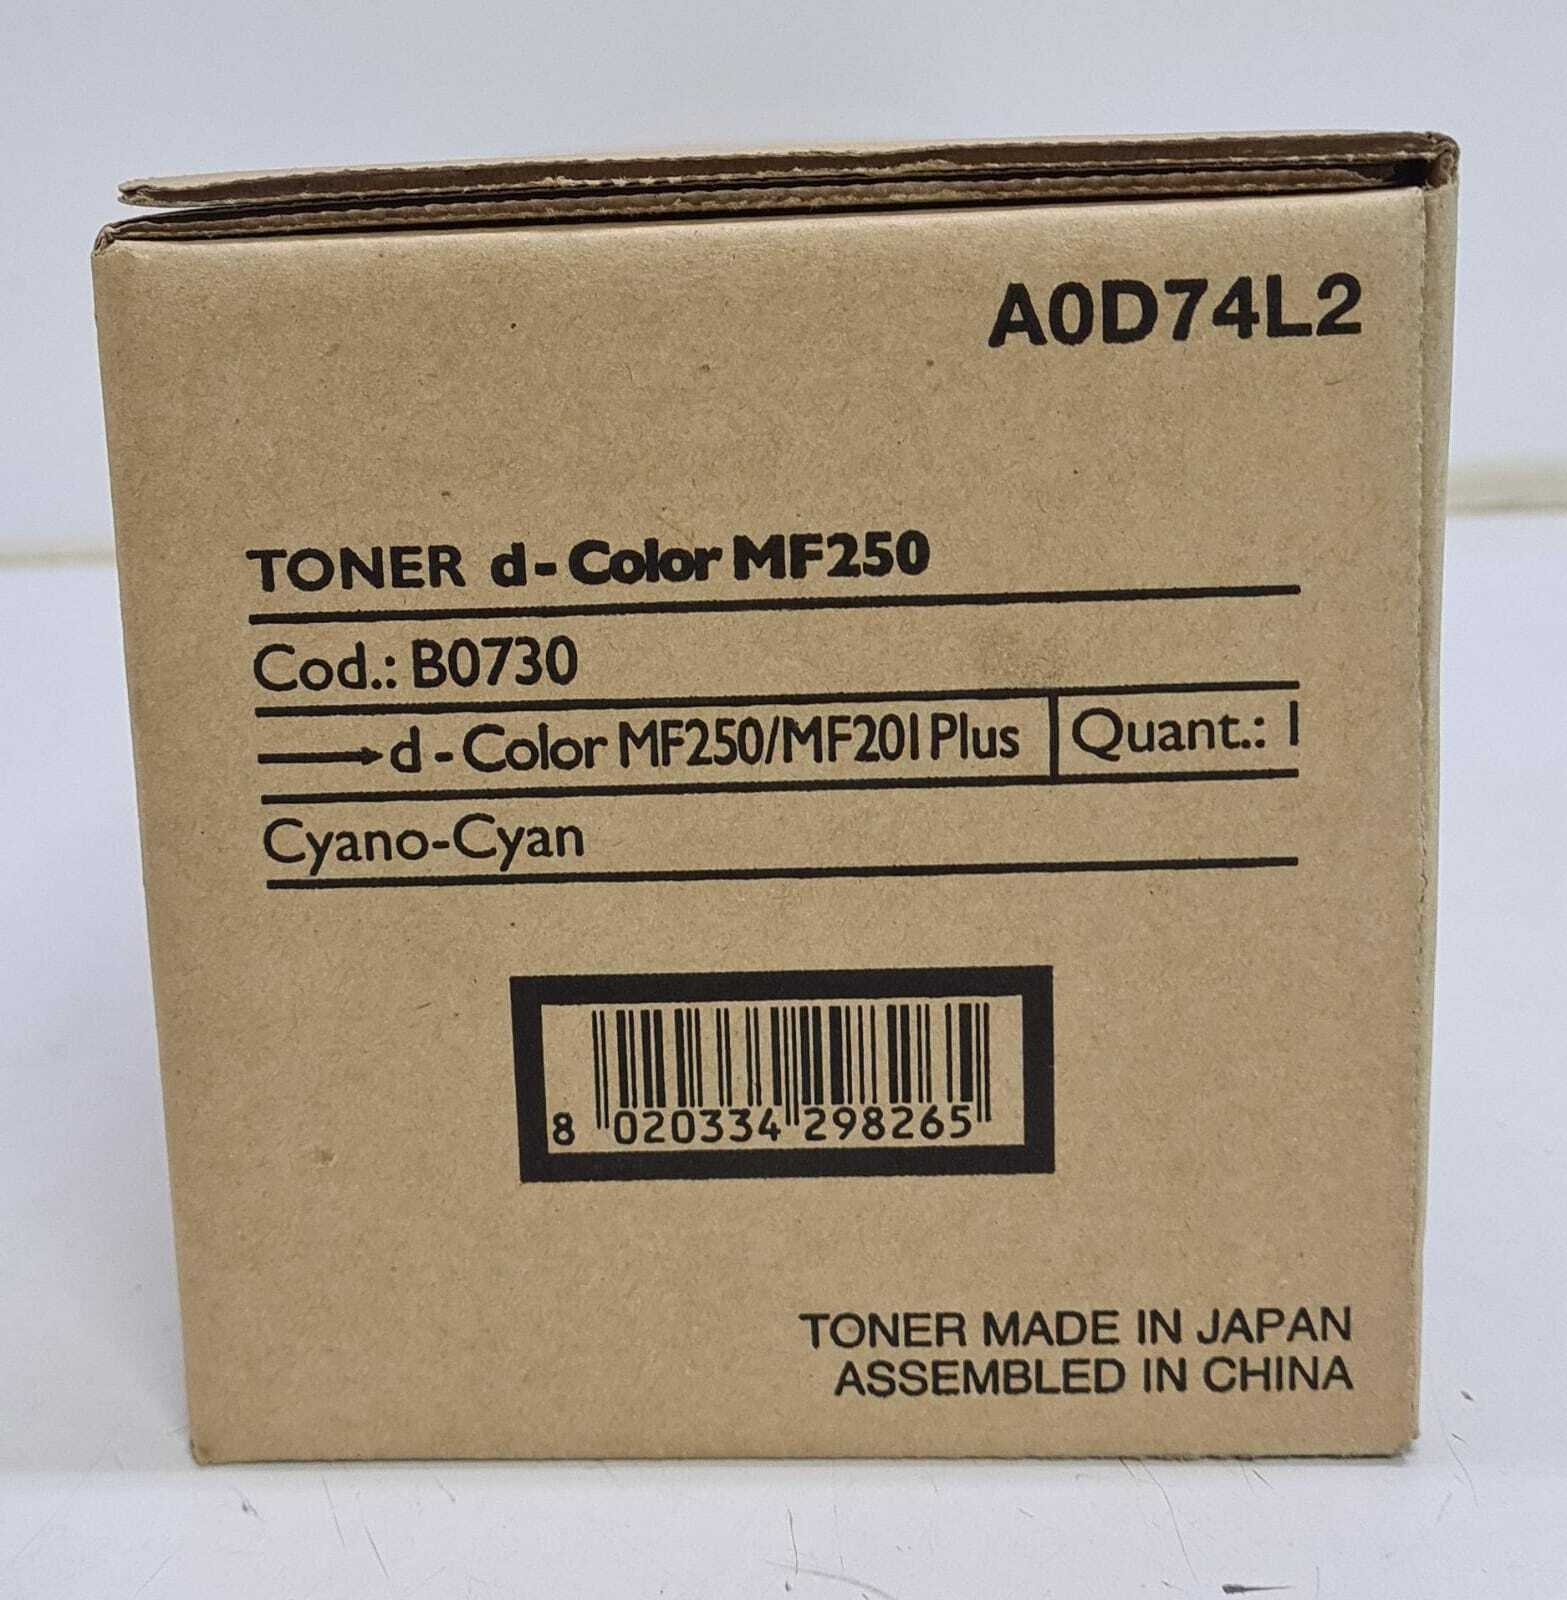 A0D74L2
TONER d-Color MF250
Cod.: B0730
d-Color MF250/MF201 Plus
Quant.: 1
Cyano-Cyan
8 020334 298265
TONER MADE IN JAPAN
ASSEMBLED IN CHINA